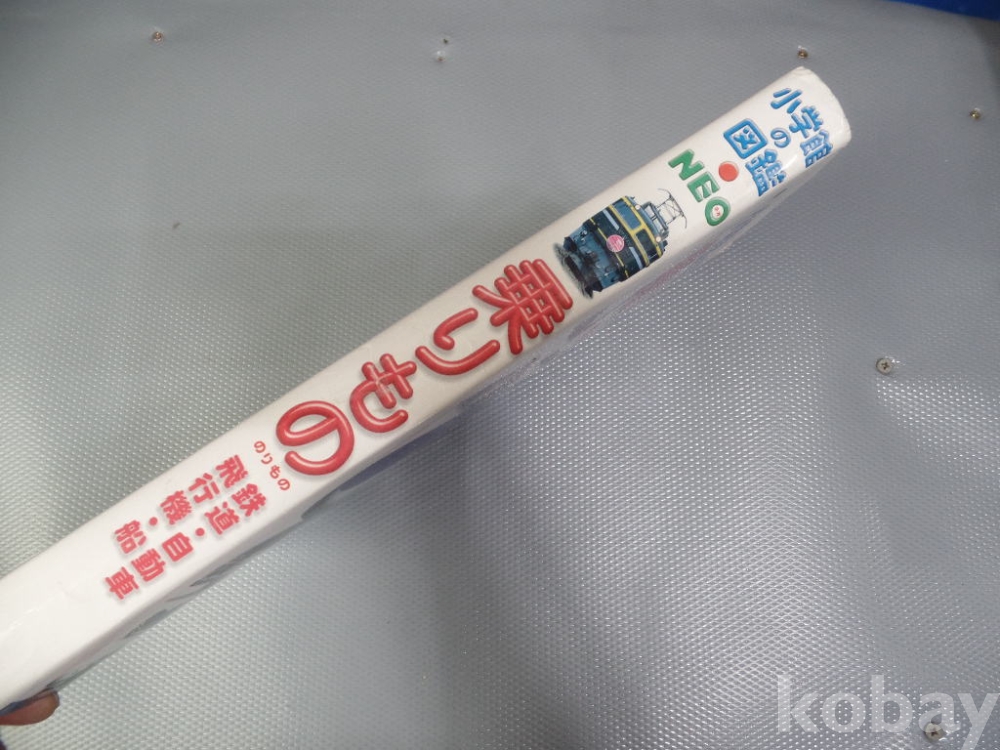 小学館の図鑑
NEO
乗りもの
のりもの
鉄道・自動車
飛行機・船
kobay